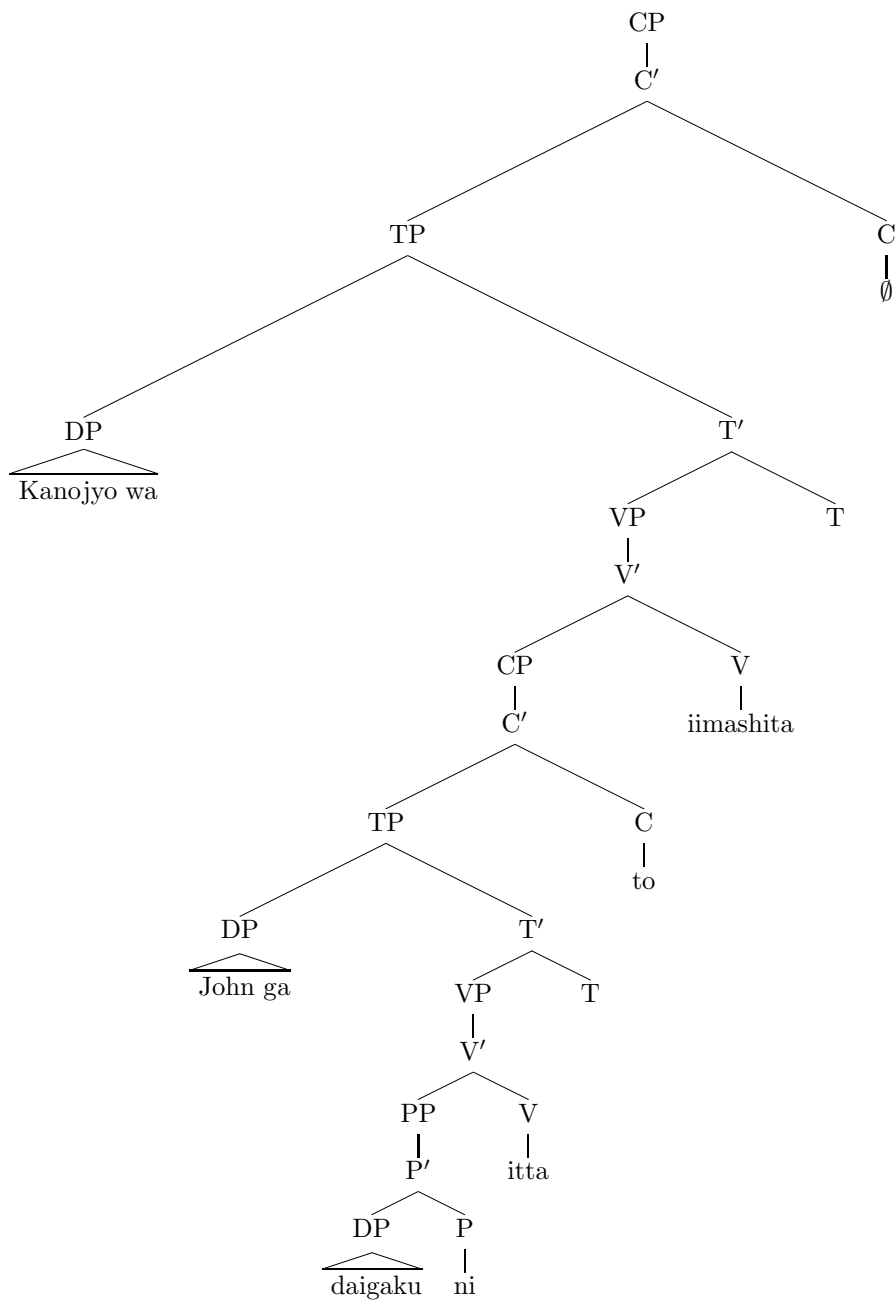 CP
C′
TP C
∅
DP T′
Kanojyo wa
VP T
V′
CP V
C′ iimashita
TP C
to
DP T′
John ga VP T
V′
PP V
P′ itta
DP P
daigaku ni